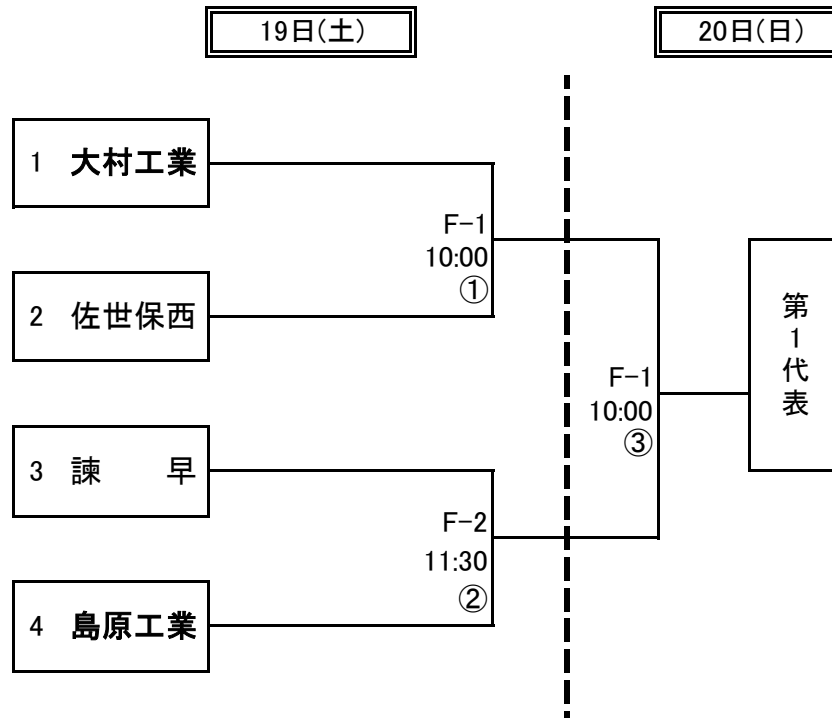 19日(土)
20日(日)
1 大村工業
F-1
10:00
①
2 佐世保西
第1代表
F-1
10:00
③
3 諫　早
F-2
11:30
②
4 島原工業